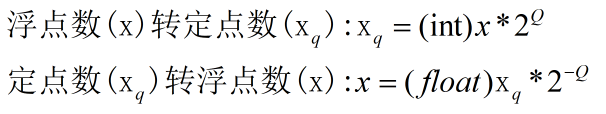 浮点数(x)转定点数(x_q):x_q = (int)x * 2^Q
定点数(x_q)转浮点数(x):x = (float)x_q * 2^{-Q}